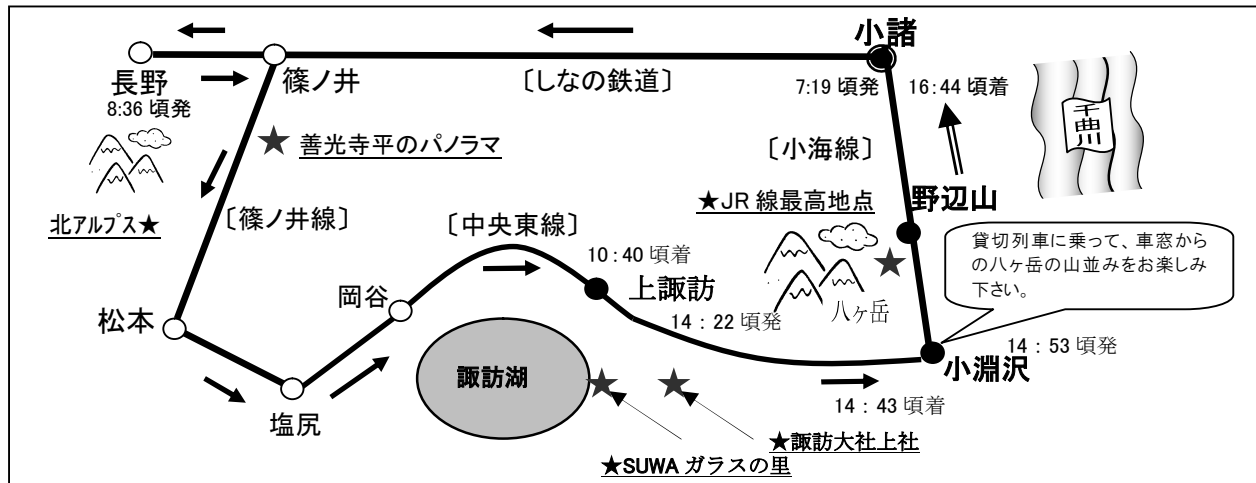 小諸
長野
篠ノ井
〔しなの鉄道〕
7:19 頃発
16:44 頃着
8:36 頃発
千曲川
★善光寺平のパノラマ
〔小海線〕
北アルプス★
〔篠ノ井線〕
〔中央東線〕
★JR 線最高地点
野辺山
10:40 頃着
貸切列車に乗って、車窓から
の八ヶ岳の山並みをお楽しみ
下さい。
岡谷
上諏訪
八ヶ岳
松本
14：22 頃発
14：53 頃発
諏訪湖
小淵沢
塩尻
14：43 頃着
★諏訪大社上社
★SUWA ガラスの里